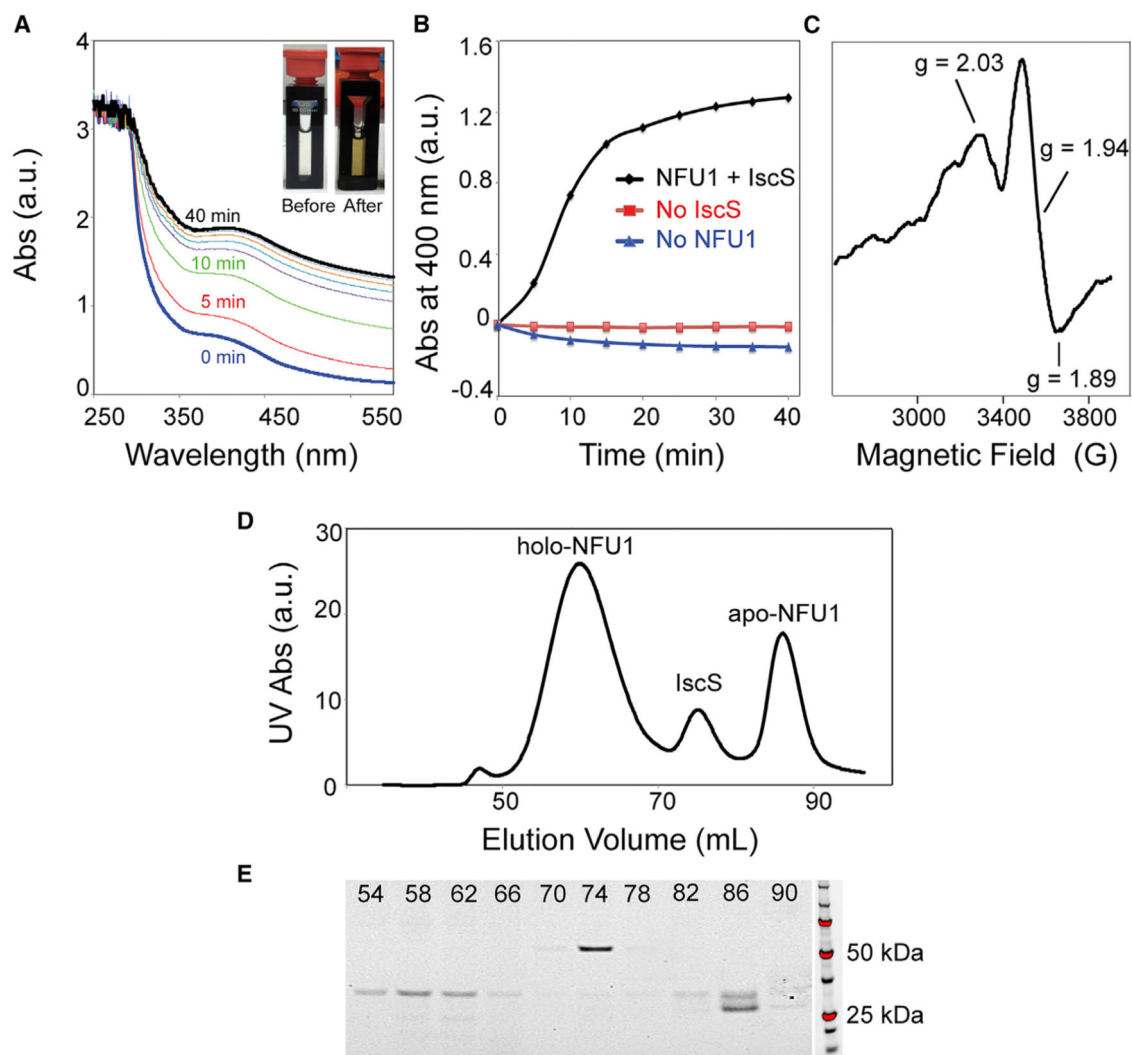 A
4
3
2
1
0
Abs (a.u.)
40 min
10 min
5 min
0 min
Before After
250 350 450 550
Wavelength (nm)
B
1.6
1.2
0.8
0.4
0
-0.4
Abs at 400 nm (a.u.)
NFU1 + IscS
No IscS
No NFU1
0 10 20 30 40
Time (min)
C
g = 2.03
g = 1.94
g = 1.89
3000 3400 3800
Magnetic Field (G)
D
30
20
10
0
UV Abs (a.u.)
holo-NFU1
IscS
apo-NFU1
50 70 90
Elution Volume (mL)
E
54 58 62 66 70 74 78 82 86 90
50 kDa
25 kDa